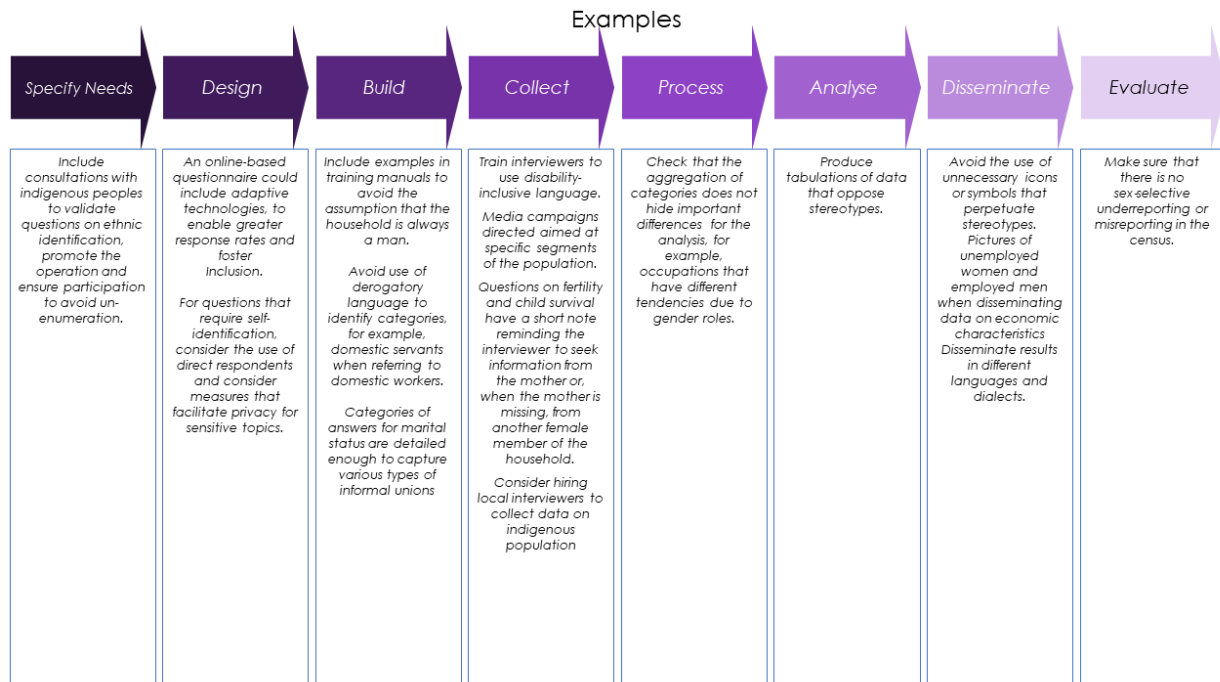 Examples
Specify Needs
Design
Build
Collect
Process
Analyse
Disseminate
Evaluate
Include
consultations with
indigenous peoples
to validate
questions on ethnic
identification,
promote the
operation and
ensure participation
to avoid un-
enumeration.
An online-based
questionnaire could
include adaptive
technologies, to
enable greater
response rates and
foster
Inclusion.
For questions that
require self-
identification,
consider the use of
direct respondents
and consider
measures that
facilitate privacy for
sensitive topics.
Include examples in
training manuals to
avoid the
assumption that the
household is always
a man.
Avoid use of
derogatory
language to
identify categories,
for example,
domestic servants
when referring to
domestic workers.
Categories of
answers for marital
status are detailed
enough to capture
various types of
informal unions
Train interviewers to
use disability-
inclusive language.
Media campaigns
directed aimed at
specific segments
of the population.
Questions on fertility
and child survival
have a short note
reminding the
interviewer to seek
information from
the mother or,
when the mother is
missing, from
another female
member of the
household.
Consider hiring
local interviewers to
collect data on
indigenous
population
Check that the
aggregation of
categories does not
hide important
differences for the
analysis, for
example,
occupations that
have different
tendencies due to
gender roles.
Produce
tabulations of data
that oppose
stereotypes.
Avoid the use of
unnecessary icons
or symbols that
perpetuate
stereotypes.
Pictures of
unemployed
women and
employed men
when disseminating
data on economic
characteristics
Disseminate results
in different
languages and
dialects.
Make sure that
there is no
sex-selective
underreporting or
misreporting in the
census.